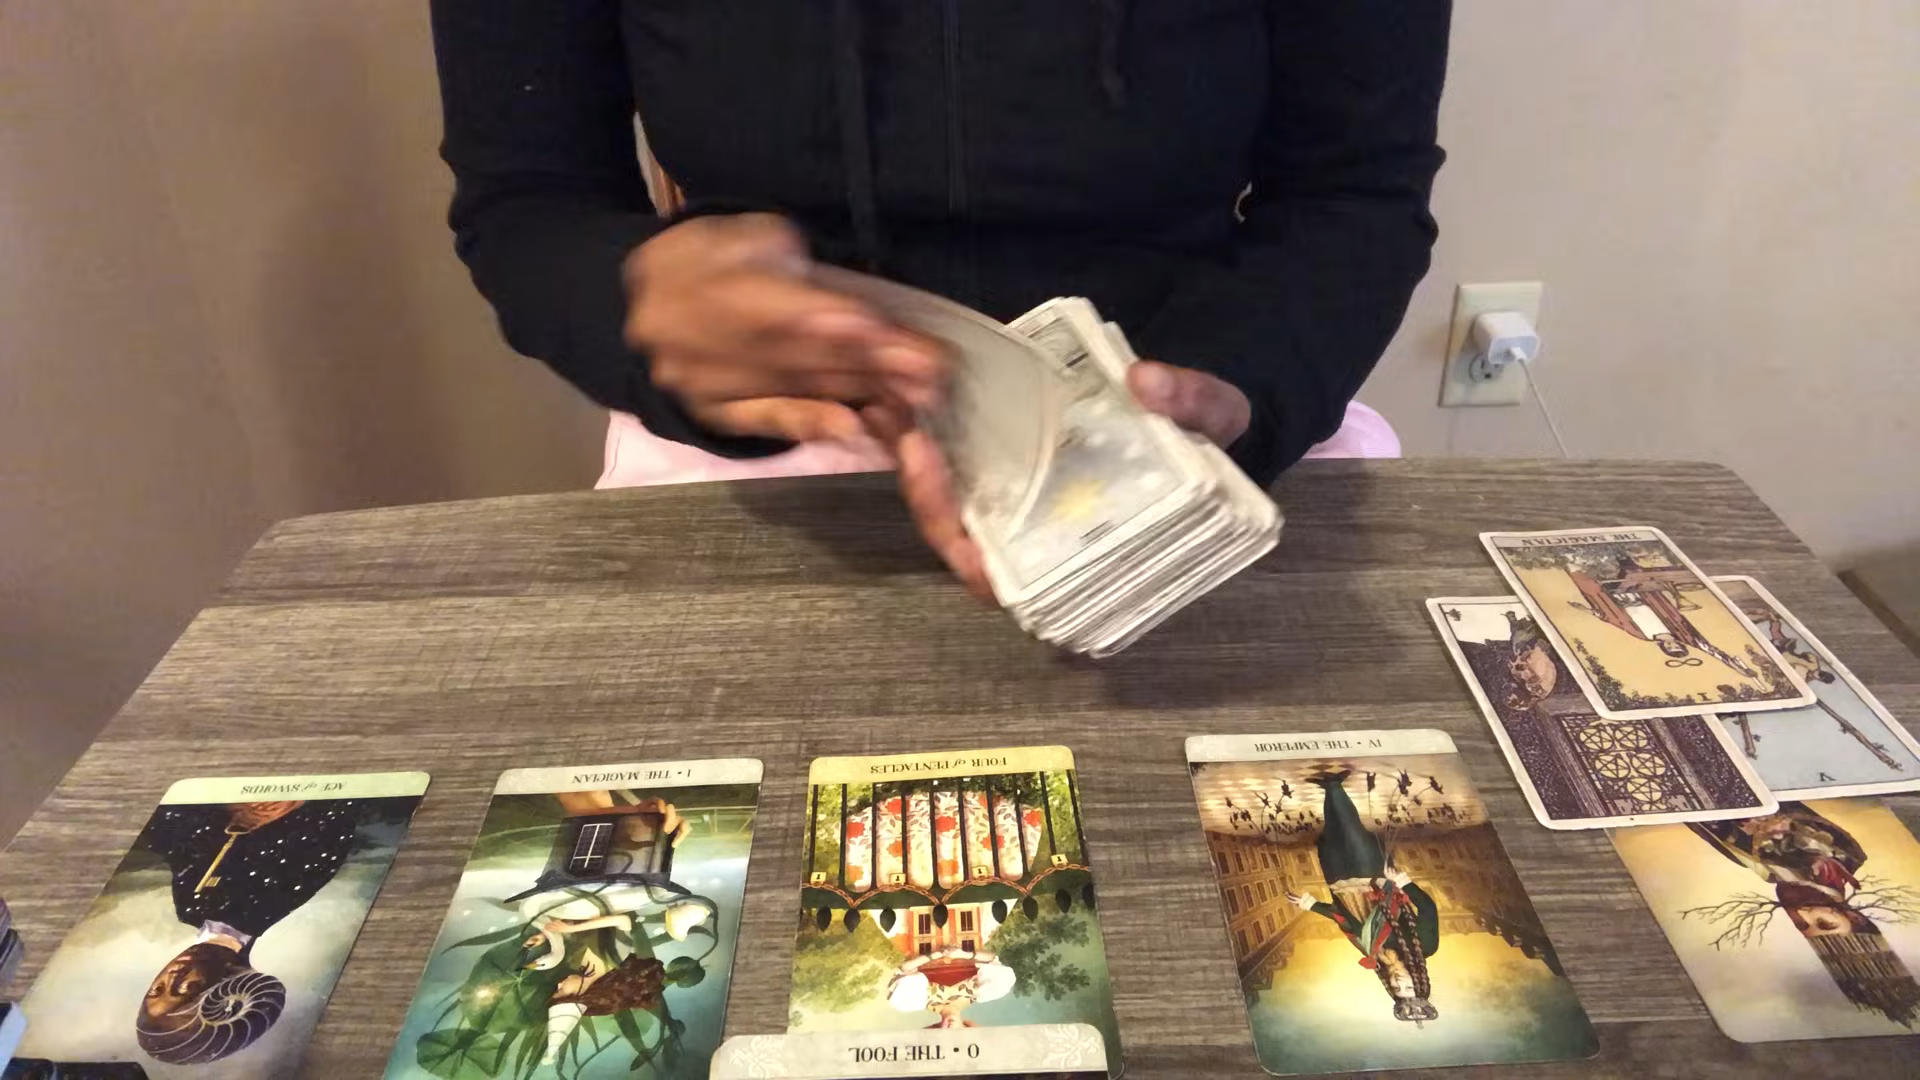 THE MAGICIAN
I
V
ACE of SWORDS
I • THE MAGICIAN
FOUR of PENTACLES
IV • THE EMPEROR
0 • THE FOOL